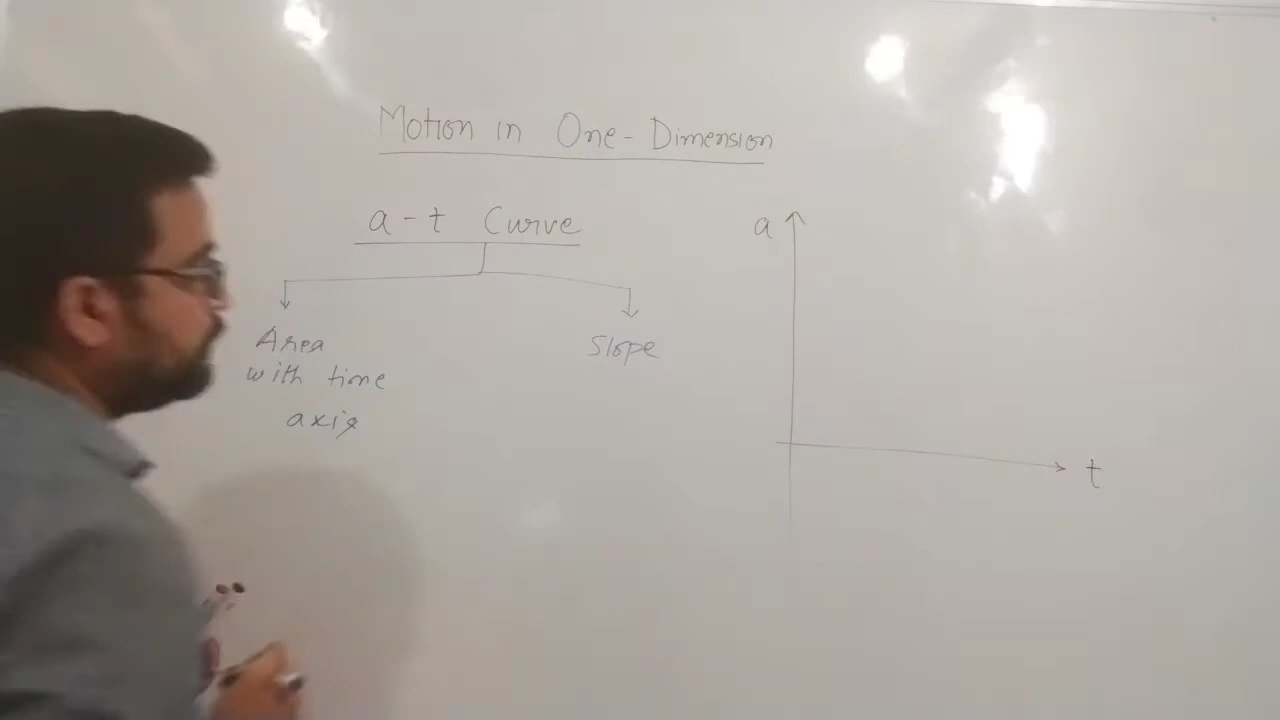 Motion in One-Dimension
a-t Curve
Area
with time
axis
Slope
a
t